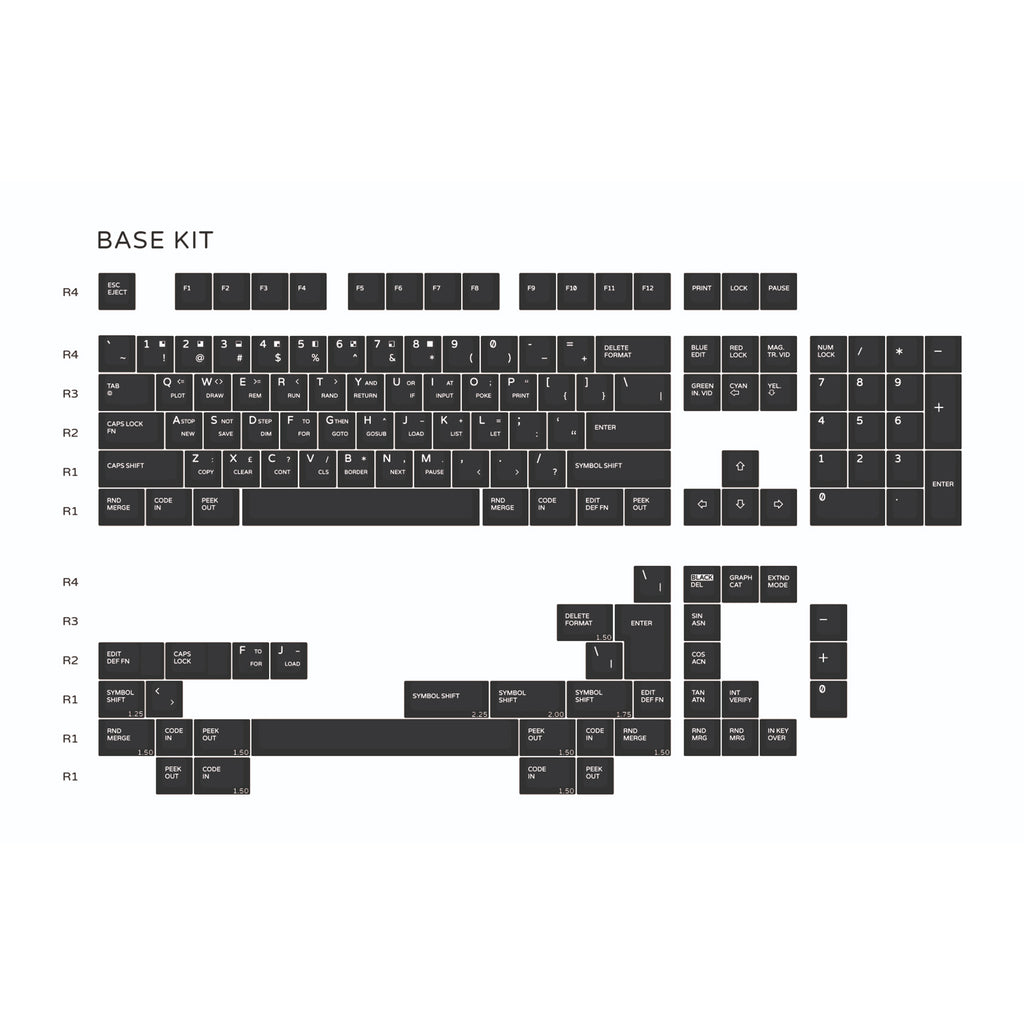 BASE KIT
R4 ESC EJECT F1 F2 F3 F4 F5 F6 F7 F8 F9 F10 F11 F12 PRINT LOCK PAUSE
R4 ` ~ 1 ! 2 @ 3 # 4 $ 5 % 6 ^ 7 & 8 * 9 ( 0 ) - _ = + DELETE FORMAT BLUE EDIT RED LOCK MAG. TR. VID NUM LOCK / * −
R3 TAB Q <= PLOT W <> DRAW E >= REM R < RUN T > RAND Y AND RETURN U OR IF I AT INPUT O ; POKE P “ PRINT [ { ] } \ | GREEN IN. VID CYAN ⇦ YEL. ⇩ 7 8 9 +
R2 CAPS LOCK FN A STOP NEW S NOT SAVE D STEP DIM F TO FOR G THEN GOTO H ^ GOSUB J − LOAD K + LIST L = LET ; : ‘ “ ENTER 4 5 6
R1 CAPS SHIFT Z : COPY X £ CLEAR C ? CONT V / CLS B * BORDER N , NEXT M . PAUSE , < . > / ? SYMBOL SHIFT ⇧ 1 2 3 ENTER
R1 RND MERGE CODE IN PEEK OUT RND MERGE CODE IN EDIT DEF FN PEEK OUT ⇦ ⇩ ⇨ 0 .
R4 \ | BLACK DEL GRAPH CAT EXTND MODE
R3 DELETE FORMAT 1.50 ENTER SIN ASN −
R2 EDIT DEF FN CAPS LOCK F TO FOR J − LOAD \ | COS ACN +
R1 SYMBOL SHIFT 1.25 < > SYMBOL SHIFT 2.25 SYMBOL SHIFT 2.00 SYMBOL SHIFT 1.75 EDIT DEF FN TAN ATN INT VERIFY 0
R1 RND MERGE 1.50 CODE IN PEEK OUT 1.50 PEEK OUT 1.50 CODE IN RND MERGE 1.50 RND MRG RND MRG IN KEY OVER
R1 PEEK OUT CODE IN 1.50 CODE IN 1.50 PEEK OUT